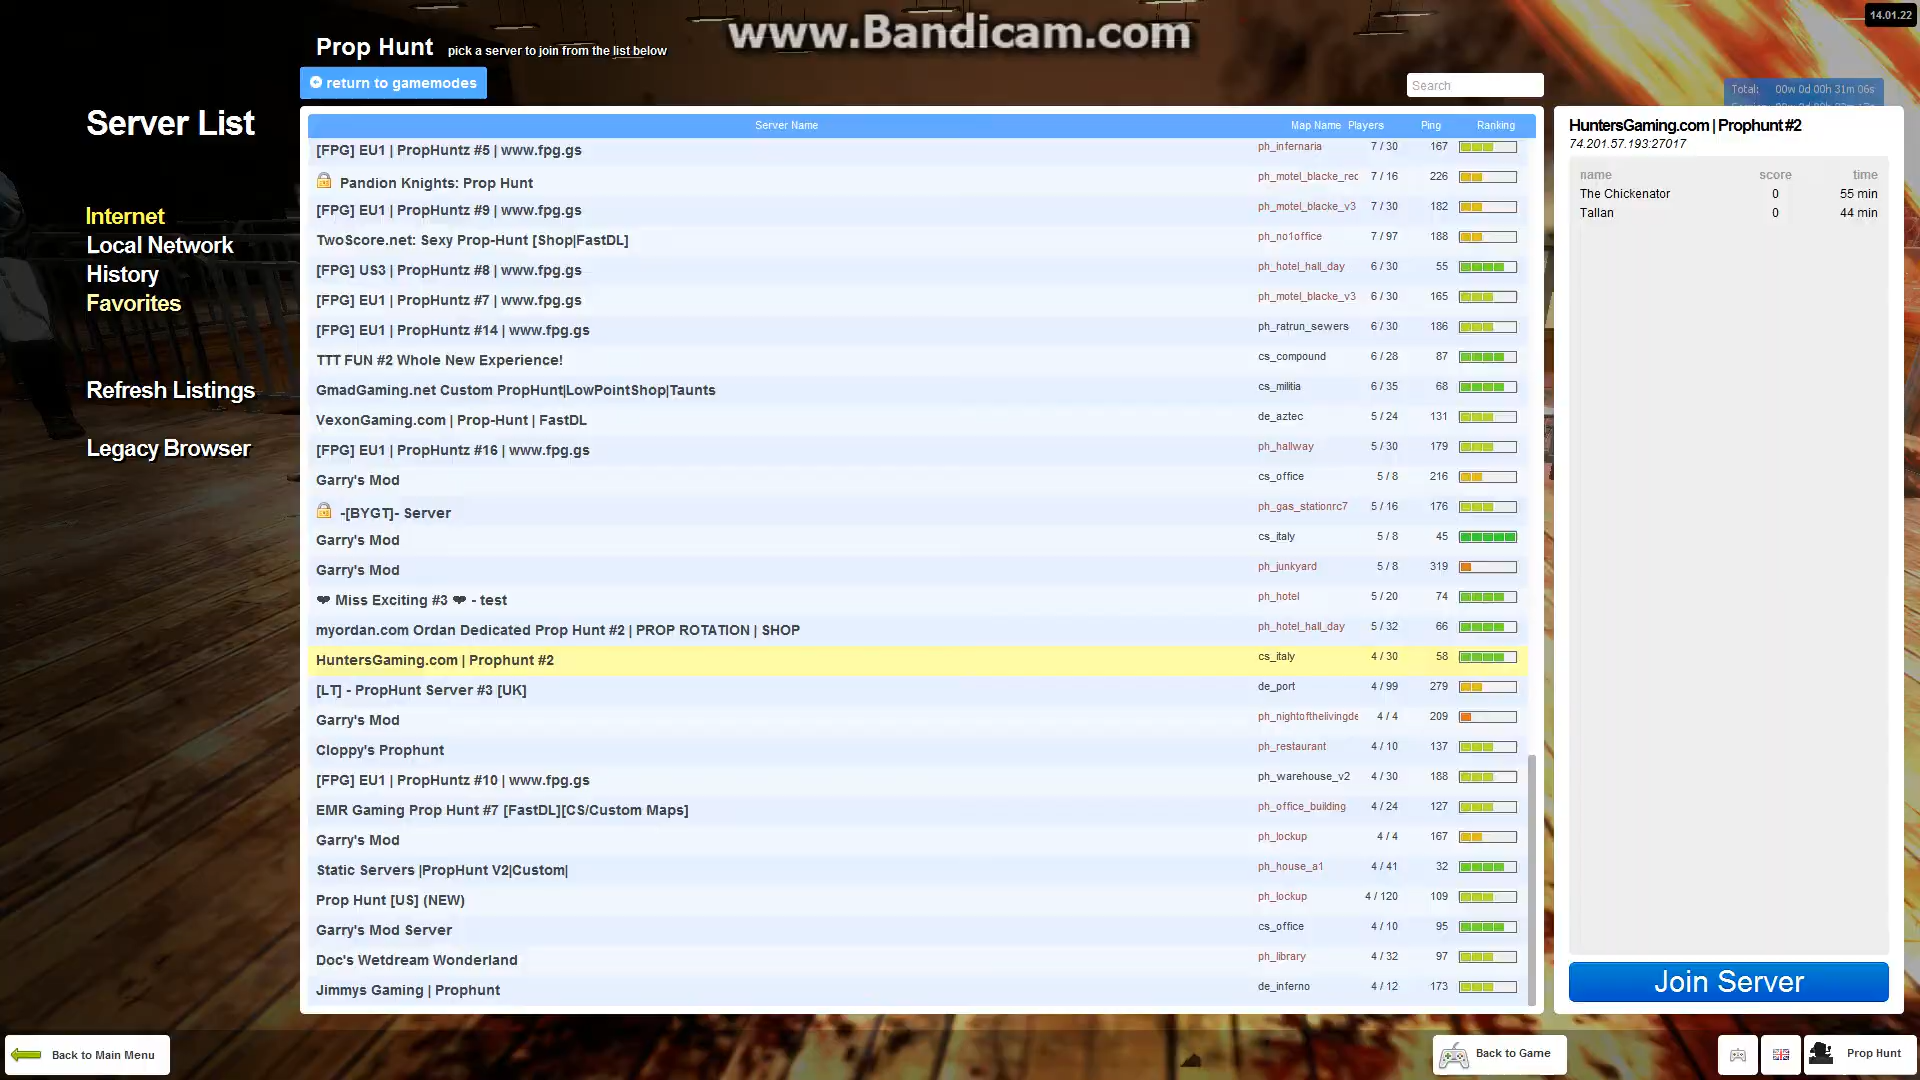 www.Bandicam.com
14.01.22
Prop Hunt pick a server to join from the list below
return to gamemodes
Search
Total: 00w 0d 00h 31m 06s
Server List
Internet
Local Network
History
Favorites
Refresh Listings
Legacy Browser
Server Name Map Name Players Ping Ranking
[FPG] EU1 | PropHuntz #5 | www.fpg.gs ph_infernaria 7 / 30 167
Pandion Knights: Prop Hunt ph_motel_blacke_rec 7 / 16 226
[FPG] EU1 | PropHuntz #9 | www.fpg.gs ph_motel_blacke_v3 7 / 30 182
TwoScore.net: Sexy Prop-Hunt [Shop|FastDL] ph_no1office 7 / 97 188
[FPG] US3 | PropHuntz #8 | www.fpg.gs ph_hotel_hall_day 6 / 30 55
[FPG] EU1 | PropHuntz #7 | www.fpg.gs ph_motel_blacke_v3 6 / 30 165
[FPG] EU1 | PropHuntz #14 | www.fpg.gs ph_ratrun_sewers 6 / 30 186
TTT FUN #2 Whole New Experience! cs_compound 6 / 28 87
GmadGaming.net Custom PropHunt|LowPointShop|Taunts cs_militia 6 / 35 68
VexonGaming.com | Prop-Hunt | FastDL de_aztec 5 / 24 131
[FPG] EU1 | PropHuntz #16 | www.fpg.gs ph_hallway 5 / 30 179
Garry's Mod cs_office 5 / 8 216
-[BYGT]- Server ph_gas_stationrc7 5 / 16 176
Garry's Mod cs_italy 5 / 8 45
Garry's Mod ph_junkyard 5 / 8 319
❤ Miss Exciting #3 ❤ - test ph_hotel 5 / 20 74
myordan.com Ordan Dedicated Prop Hunt #2 | PROP ROTATION | SHOP ph_hotel_hall_day 5 / 32 66
HuntersGaming.com | Prophunt #2 cs_italy 4 / 30 58
[LT] - PropHunt Server #3 [UK] de_port 4 / 99 279
Garry's Mod ph_nightofthelivingde 4 / 4 209
Cloppy's Prophunt ph_restaurant 4 / 10 137
[FPG] EU1 | PropHuntz #10 | www.fpg.gs ph_warehouse_v2 4 / 30 188
EMR Gaming Prop Hunt #7 [FastDL][CS/Custom Maps] ph_office_building 4 / 24 127
Garry's Mod ph_lockup 4 / 4 167
Static Servers |PropHunt V2|Custom| ph_house_a1 4 / 41 32
Prop Hunt [US] (NEW) ph_lockup 4 / 120 109
Garry's Mod Server cs_office 4 / 10 95
Doc's Wetdream Wonderland ph_library 4 / 32 97
Jimmys Gaming | Prophunt de_inferno 4 / 12 173
HuntersGaming.com | Prophunt #2
74.201.57.193:27017
name score time
The Chickenator 0 55 min
Tallan 0 44 min
Join Server
Back to Main Menu
Back to Game
Prop Hunt